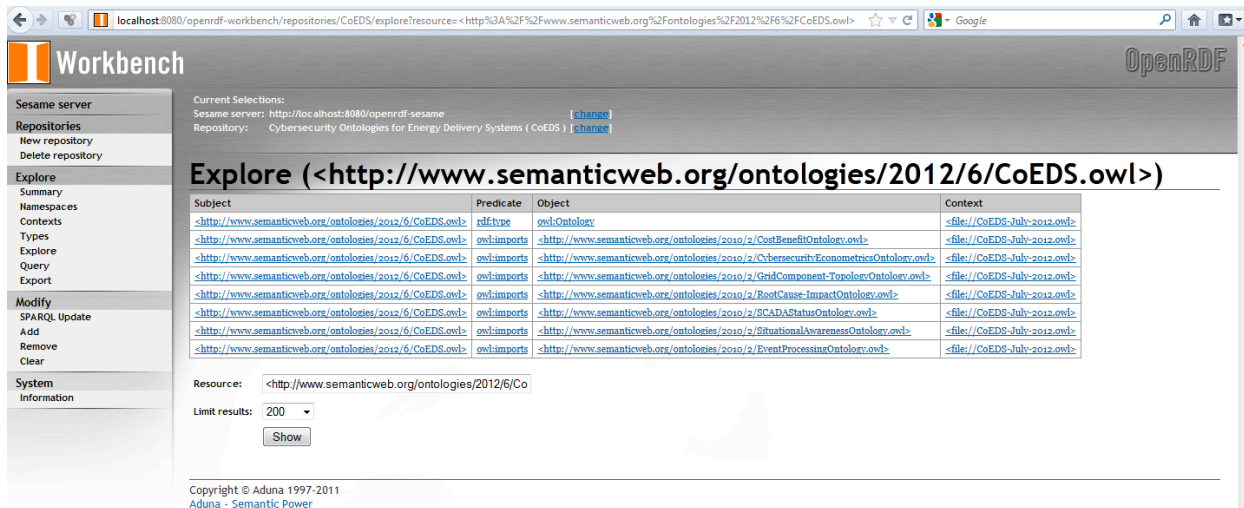 localhost:8080/openrdf-workbench/repositories/CoEDS/explore?resource=<http%3A%2F%2Fwww.semanticweb.org%2Fontologies%2F2012%2F6%2FCoEDS.owl>
Google
Workbench
OpenRDF
Sesame server
Repositories
New repository
Delete repository
Explore
Summary
Namespaces
Contexts
Types
Explore
Query
Export
Modify
SPARQL Update
Add
Remove
Clear
System
Information
Current Selections:
Sesame server: http://localhost:8080/openrdf-sesame [change]
Repository: Cybersecurity Ontologies for Energy Delivery Systems ( CoEDS ) [change]
Explore (<http://www.semanticweb.org/ontologies/2012/6/CoEDS.owl>)
Subject Predicate Object Context
<http://www.semanticweb.org/ontologies/2012/6/CoEDS.owl> rdf:type owl:Ontology <file://CoEDS-July-2012.owl>
<http://www.semanticweb.org/ontologies/2012/6/CoEDS.owl> owl:imports <http://www.semanticweb.org/ontologies/2010/2/CostBenefitOntology.owl> <file://CoEDS-July-2012.owl>
<http://www.semanticweb.org/ontologies/2012/6/CoEDS.owl> owl:imports <http://www.semanticweb.org/ontologies/2010/2/CybersecurityEconometricsOntology.owl> <file://CoEDS-July-2012.owl>
<http://www.semanticweb.org/ontologies/2012/6/CoEDS.owl> owl:imports <http://www.semanticweb.org/ontologies/2010/2/GridComponent-TopologyOntology.owl> <file://CoEDS-July-2012.owl>
<http://www.semanticweb.org/ontologies/2012/6/CoEDS.owl> owl:imports <http://www.semanticweb.org/ontologies/2010/2/RootCause-ImpactOntology.owl> <file://CoEDS-July-2012.owl>
<http://www.semanticweb.org/ontologies/2012/6/CoEDS.owl> owl:imports <http://www.semanticweb.org/ontologies/2010/2/SCADAStatusOntology.owl> <file://CoEDS-July-2012.owl>
<http://www.semanticweb.org/ontologies/2012/6/CoEDS.owl> owl:imports <http://www.semanticweb.org/ontologies/2010/2/SituationalAwarenessOntology.owl> <file://CoEDS-July-2012.owl>
<http://www.semanticweb.org/ontologies/2012/6/CoEDS.owl> owl:imports <http://www.semanticweb.org/ontologies/2010/2/EventProcessingOntology.owl> <file://CoEDS-July-2012.owl>
Resource: <http://www.semanticweb.org/ontologies/2012/6/Co
Limit results: 200
Show
Copyright © Aduna 1997-2011
Aduna - Semantic Power